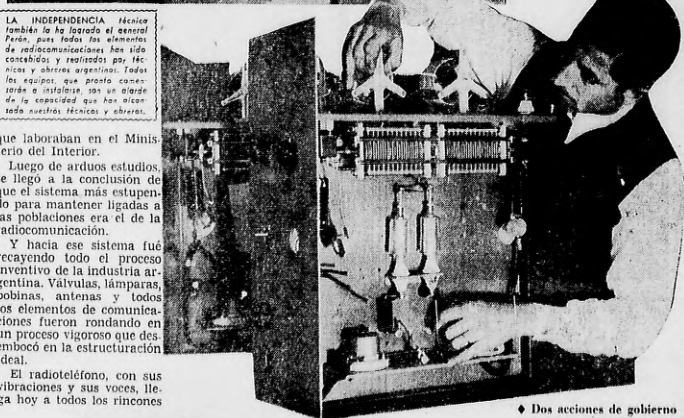 LA INDEPENDENCIA técnica
también la ha logrado el general
Perón, pues todos los elementos
de radiocomunicaciones han sido
concebidos y realizados por téc-
nicos y obreros argentinos. Todos
los equipos, que pronto comen-
zarán a instalarse, son un alarde
de la capacidad que han alcan-
zado nuestros técnicos y obreros.
que laboraban en el Minis-
terio del Interior.
Luego de arduos estudios,
se llegó a la conclusión de
que el sistema más estupen-
do para mantener ligadas a
las poblaciones era el de la
radiocomunicación.
Y hacia ese sistema fué
recayendo todo el proceso
inventivo de la industria ar-
gentina. Válvulas, lámparas,
bobinas, antenas y todos
los elementos de comunica-
ciones fueron rondando en
un proceso vigoroso que des-
embocó en la estructuración
ideal.
El radioteléfono, con sus
vibraciones y sus voces, lle-
ga hoy a todos los rincones
♦ Dos acciones de gobierno